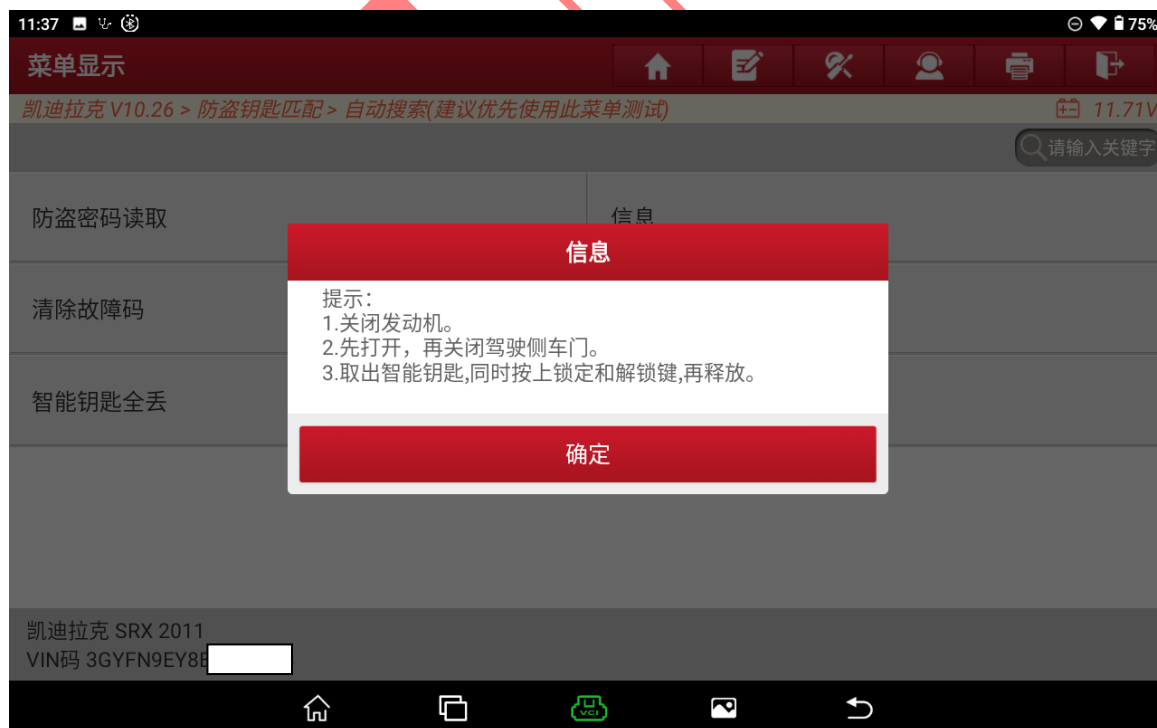 11:37
75%
菜单显示
凯迪拉克 V10.26 > 防盗钥匙匹配 > 自动搜索(建议优先使用此菜单测试)
11.71V
请输入关键字
防盗密码读取
信息
清除故障码
智能钥匙全丢
信息
提示：
1.关闭发动机。
2.先打开，再关闭驾驶侧车门。
3.取出智能钥匙,同时按上锁定和解锁键,再释放。
确定
凯迪拉克 SRX 2011
VIN码 3GYFN9EY8
VCI